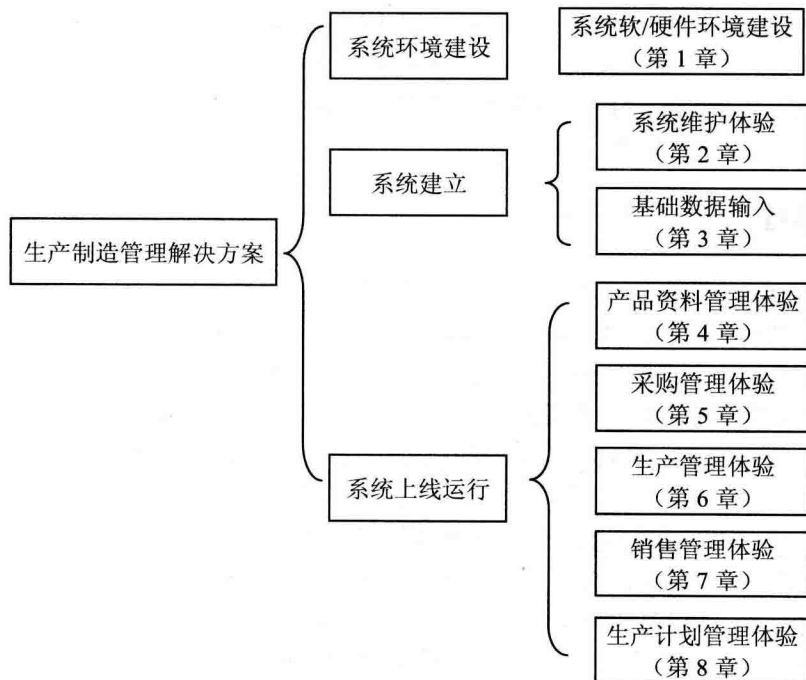 生产制造管理解决方案
系统环境建设
系统软/硬件环境建设
（第 1 章）
系统建立
系统维护体验
（第 2 章）
基础数据输入
（第 3 章）
系统上线运行
产品资料管理体验
（第 4 章）
采购管理体验
（第 5 章）
生产管理体验
（第 6 章）
销售管理体验
（第 7 章）
生产计划管理体验
（第 8 章）